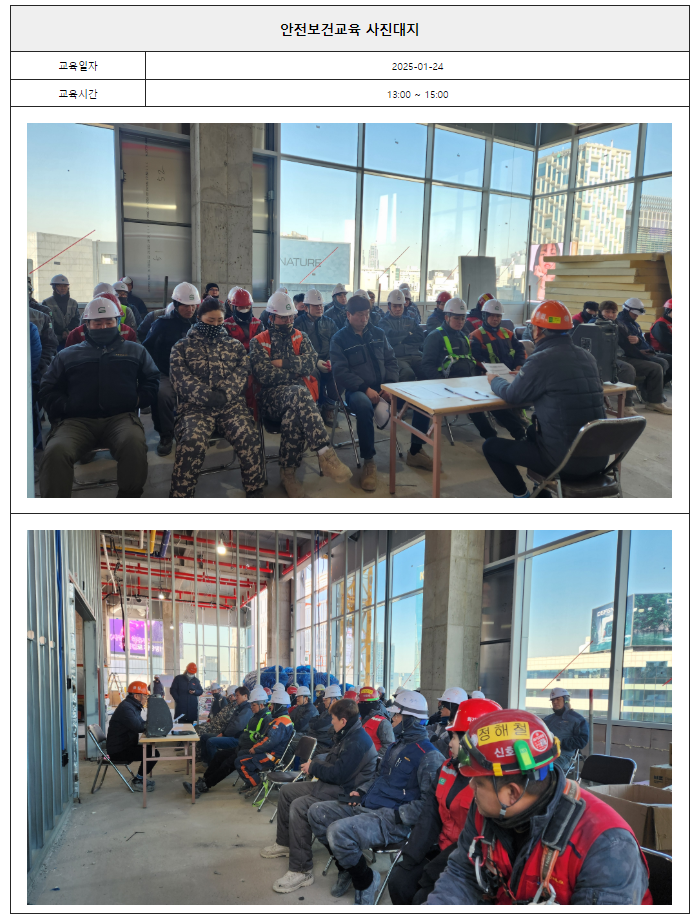 안전보건교육 사진대지
교육일자
2025-01-24
교육시간
13:00 ~ 15:00
NATURE
정해철
신호